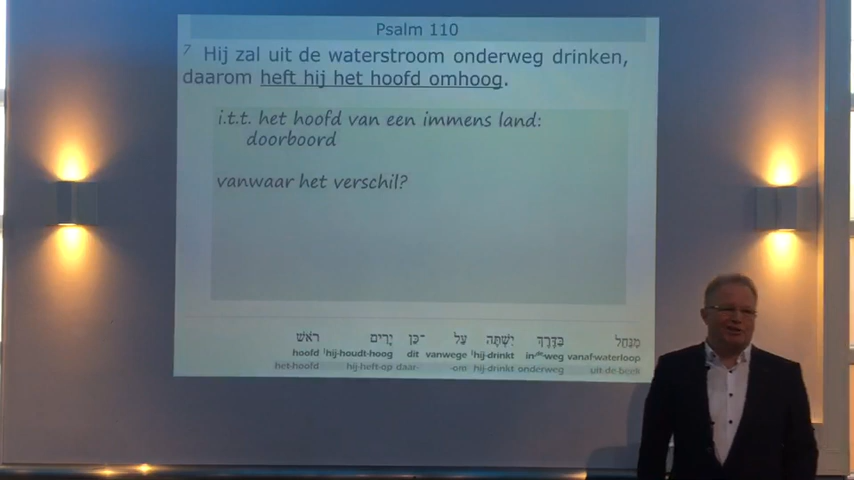 Psalm 110
7 Hij zal uit de waterstroom onderweg drinken,
daarom heft hij het hoofd omhoog.
i.t.t. het hoofd van een immens land:
doorboord
vanwaar het verschil?
מִנַּחַל בַּדֶּרֶךְ יִשְׁתֶּה עַל ־כֵּן יָרִים רֹאשׁ
hoofd ¹hij-houdt-hoog dit vanwege ¹hij-drinkt in-de-weg vanaf-waterloop
het-hoofd hij-heft-op daar- -om hij-drinkt onderweg uit-de beek